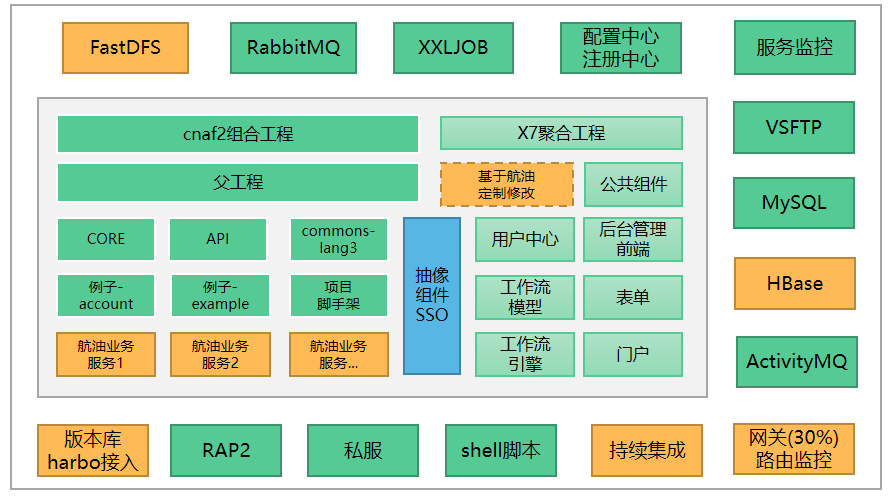 FastDFS
RabbitMQ
XXLJOB
配置中心
注册中心
服务监控
cnaf2组合工程
X7聚合工程
VSFTP
父工程
基于航油
定制修改
公共组件
MySQL
CORE
API
commons-
lang3
抽像
组件
SSO
用户中心
后台管理
前端
例子-
account
例子-
example
项目
脚手架
工作流
模型
表单
HBase
航油业务
服务1
航油业务
服务2
航油业务
服务...
工作流
引擎
门户
ActivityMQ
版本库
harbo接入
RAP2
私服
shell脚本
持续集成
网关(30%)
路由监控